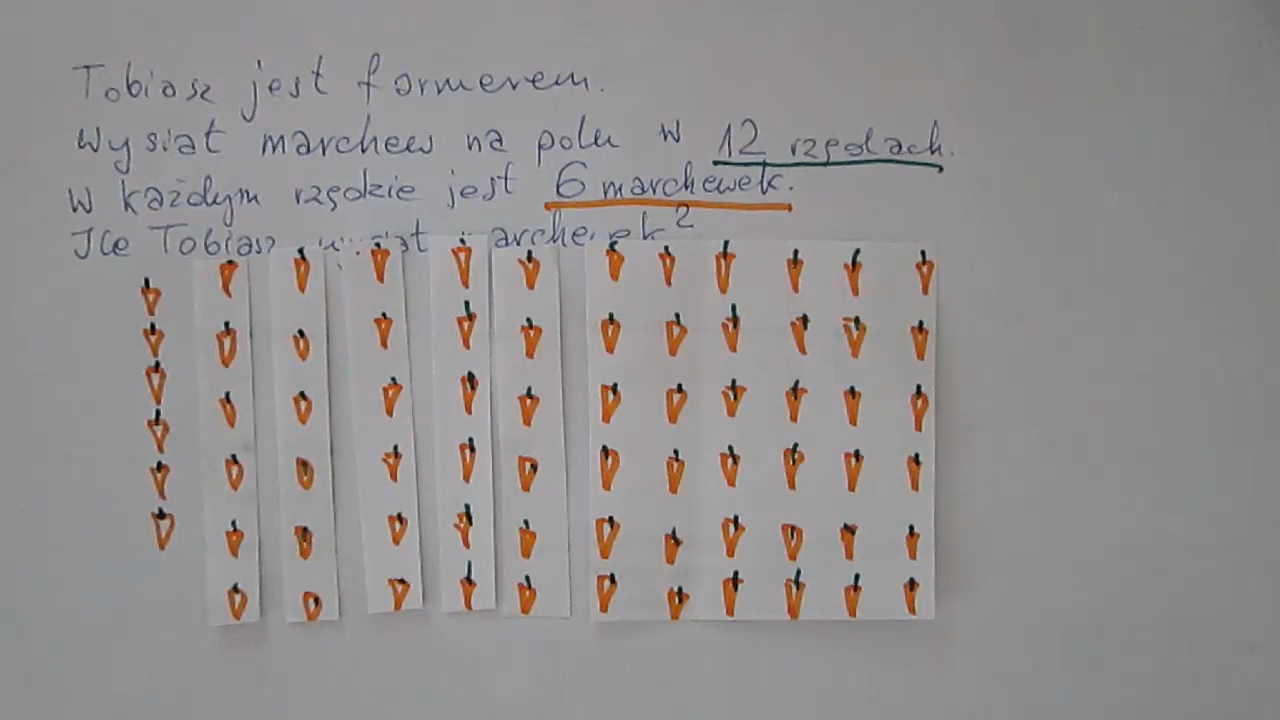 Tobiasz jest farmerem.
Wysiał marchew na polu w 12 rzędach.
W każdym rzędzie jest 6 marchewek.
Ile Tobiasz